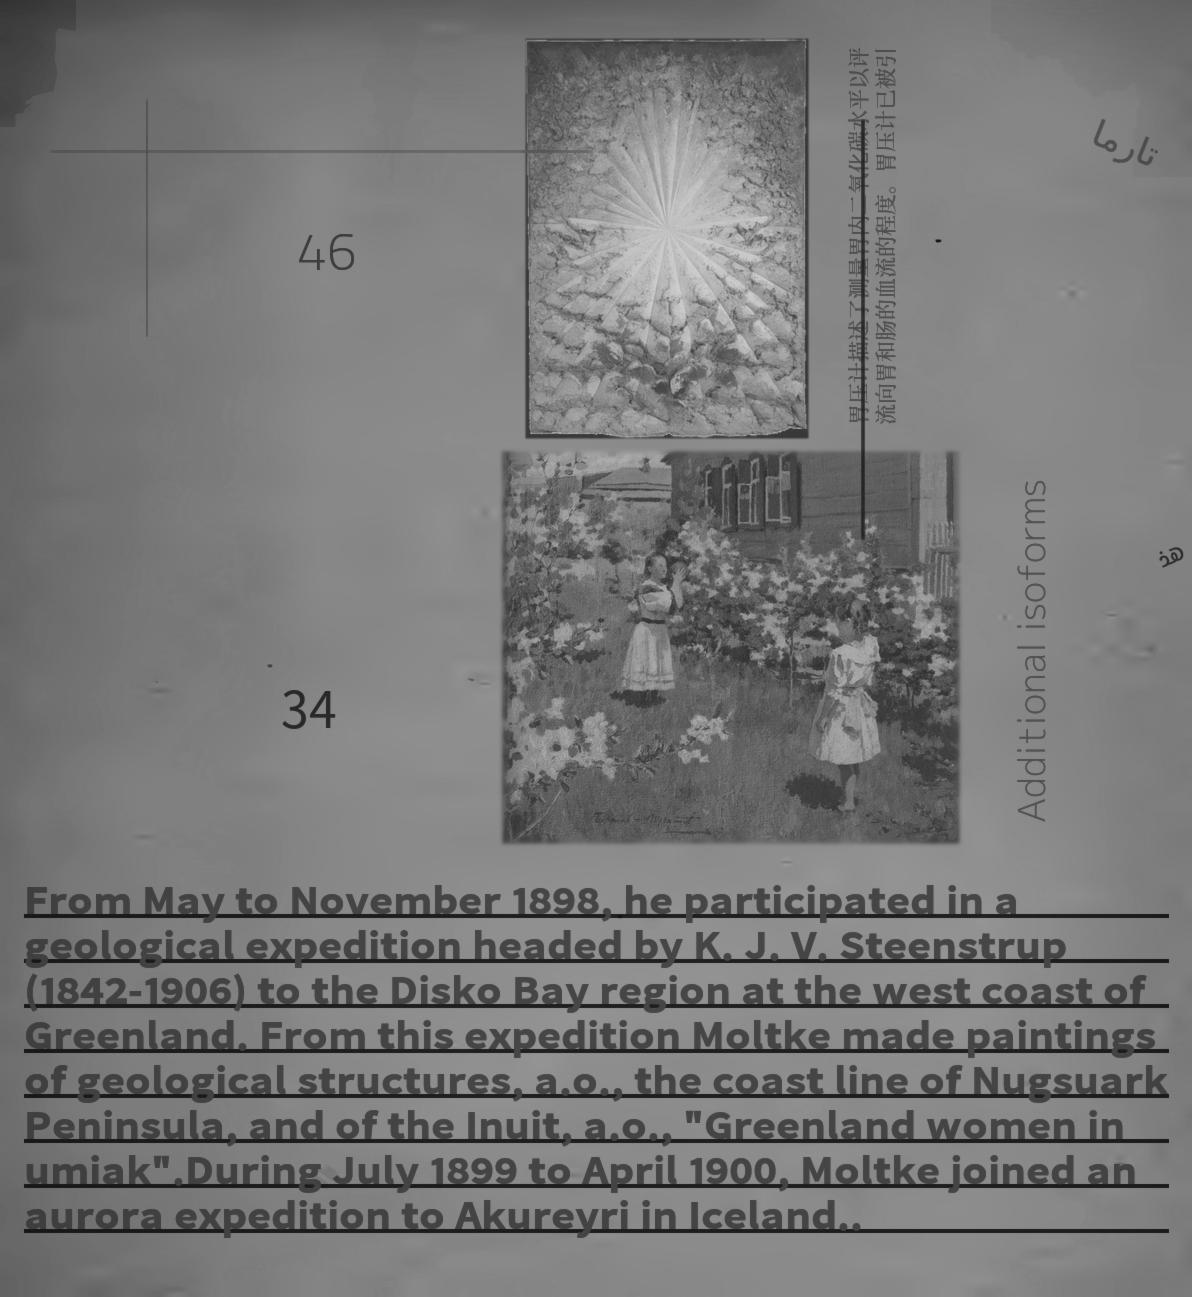 胃压计描述了测量胃内二氧化碳水平以评
流向胃和肠的血流的程度。胃压计已被引
تارما
46
Additional isoforms
هذ
34
From May to November 1898, he participated in a
geological expedition headed by K. J. V. Steenstrup
(1842-1906) to the Disko Bay region at the west coast of
Greenland. From this expedition Moltke made paintings
of geological structures, a.o., the coast line of Nugsuark
Peninsula, and of the Inuit, a.o., "Greenland women in
umiak".During July 1899 to April 1900, Moltke joined an
aurora expedition to Akureyri in Iceland..